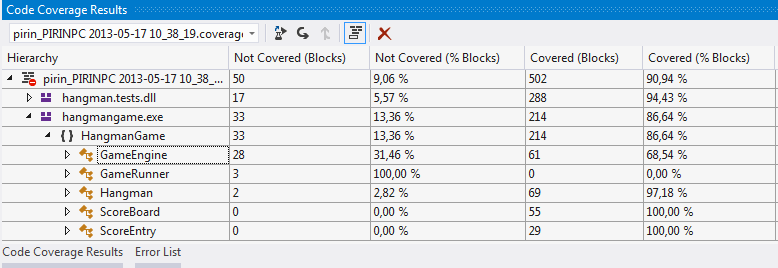 Code Coverage Results
pirin_PIRINPC 2013-05-17 10_38_19.coverage
Hierarchy Not Covered (Blocks) Not Covered (% Blocks) Covered (Blocks) Covered (% Blocks)
pirin_PIRINPC 2013-05-17 10_38_... 50 9,06 % 502 90,94 %
hangman.tests.dll 17 5,57 % 288 94,43 %
hangmangame.exe 33 13,36 % 214 86,64 %
{ } HangmanGame 33 13,36 % 214 86,64 %
GameEngine 28 31,46 % 61 68,54 %
GameRunner 3 100,00 % 0 0,00 %
Hangman 2 2,82 % 69 97,18 %
ScoreBoard 0 0,00 % 55 100,00 %
ScoreEntry 0 0,00 % 29 100,00 %
Code Coverage Results Error List